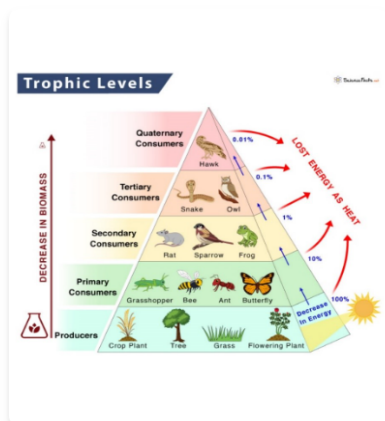 Trophic Levels
ScienceFacts.net
DECREASE IN BIOMASS
Quaternary
Consumers
Hawk
0.01%
LOST ENERGY AS HEAT
Tertiary
Consumers
Snake
Owl
0.1%
Secondary
Consumers
Rat
Sparrow
Frog
1%
Primary
Consumers
Grasshopper
Bee
Ant
Butterfly
10%
Producers
Crop Plant
Tree
Grass
Flowering Plant
100%
Decrease
in Energy